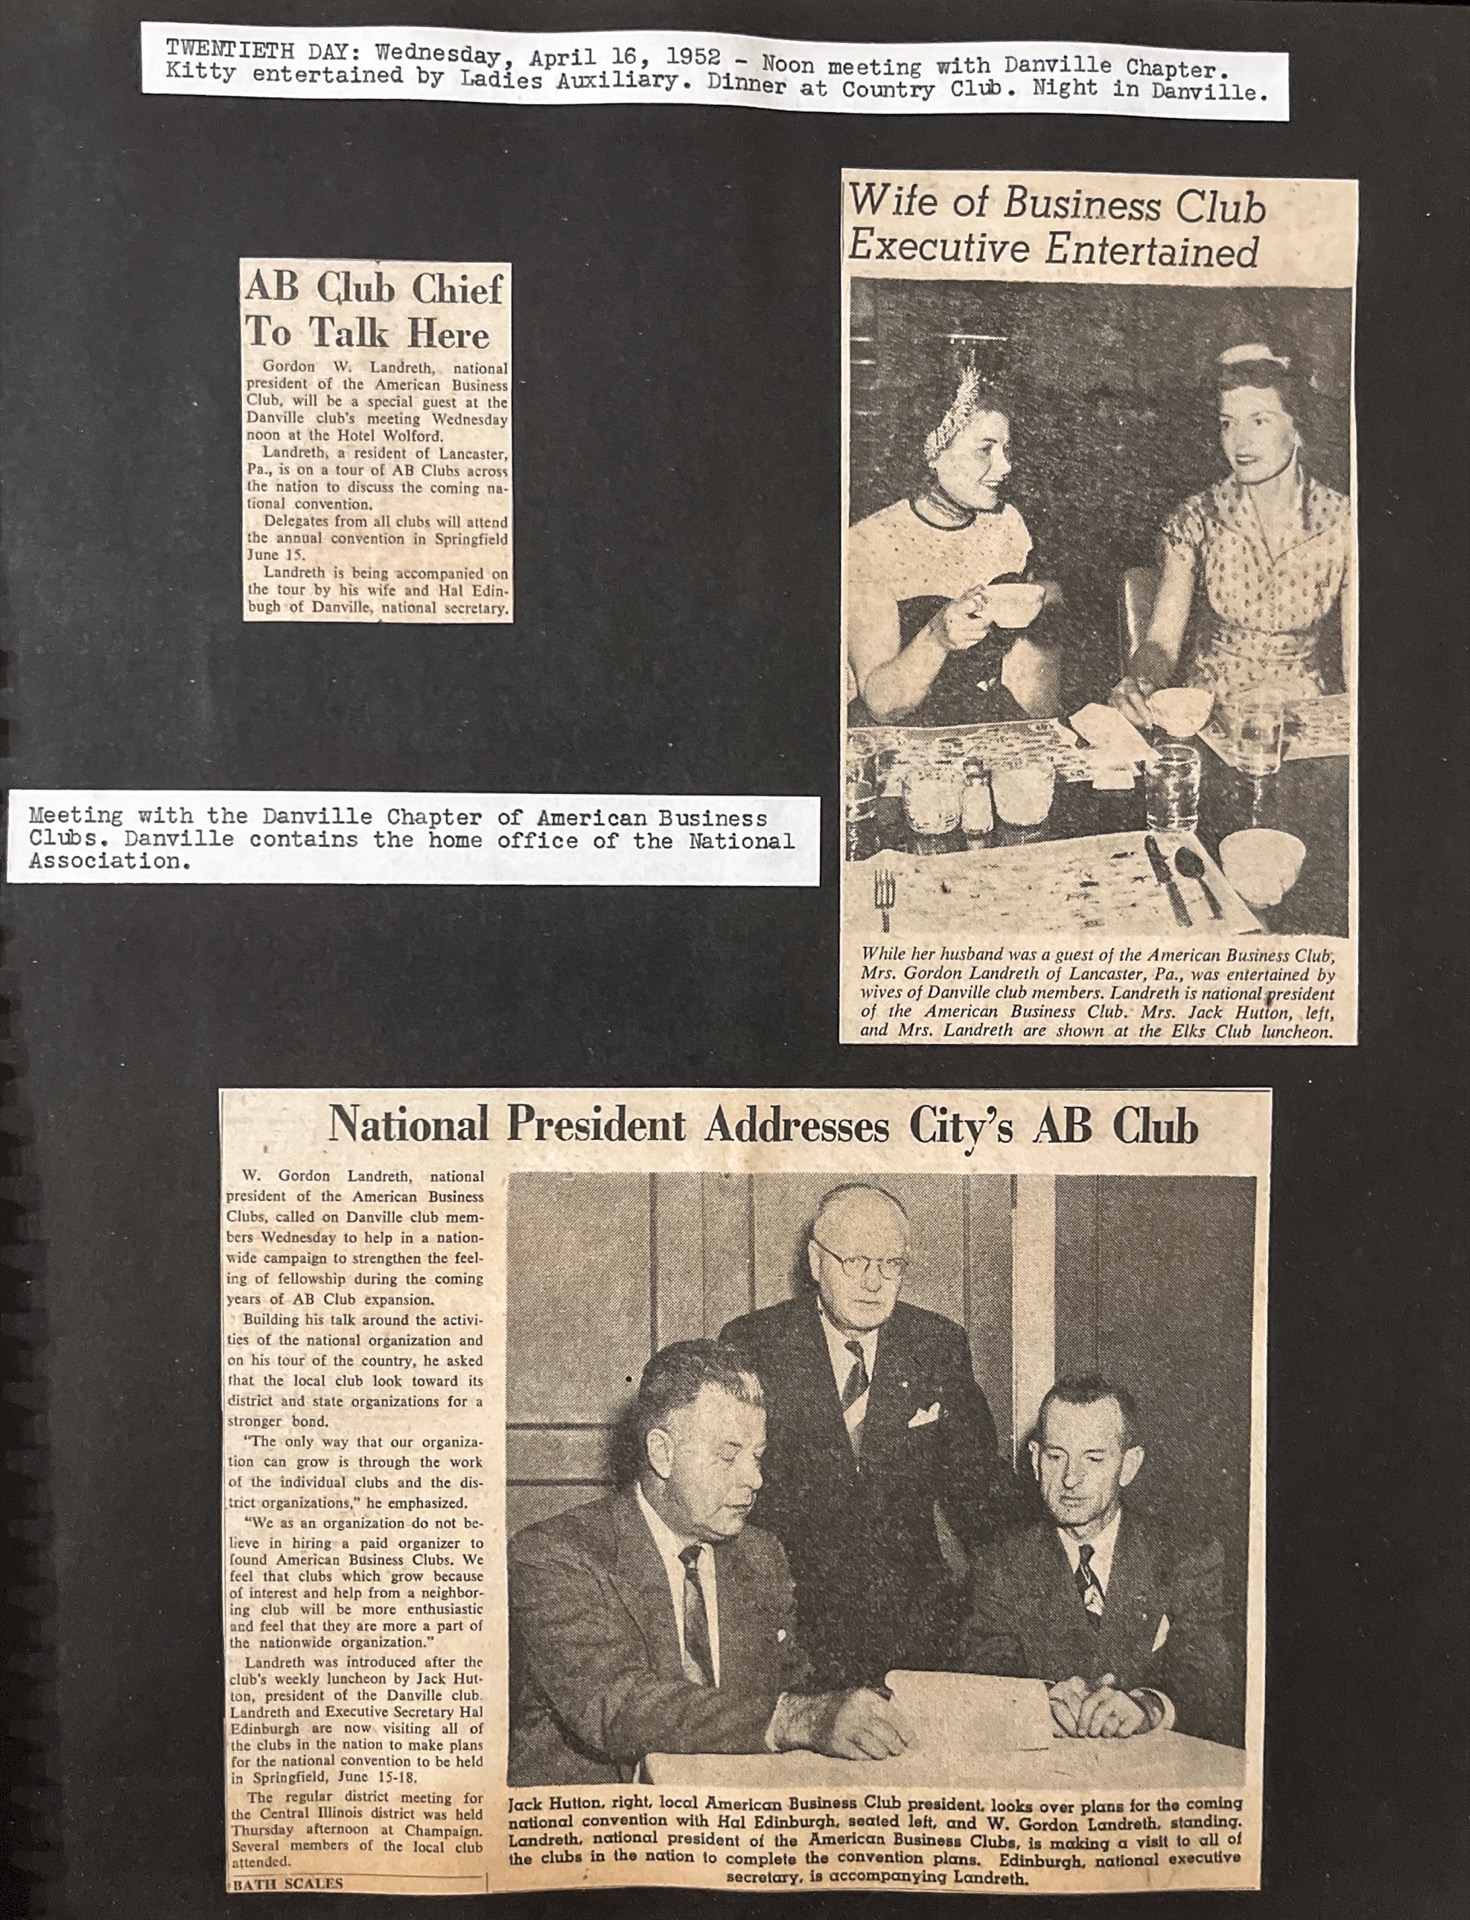 TWENTIETH DAY: Wednesday, April 16, 1952 - Noon meeting with Danville Chapter.
Kitty entertained by Ladies Auxiliary. Dinner at Country Club. Night in Danville.
AB Club Chief
To Talk Here
Gordon W. Landreth, national
president of the American Business
Club, will be a special guest at the
Danville club's meeting Wednesday
noon at the Hotel Wolford.
Landreth, a resident of Lancaster,
Pa., is on a tour of AB Clubs across
the nation to discuss the coming na-
tional convention.
Delegates from all clubs will attend
the annual convention in Springfield
June 15.
Landreth is being accompanied on
the tour by his wife and Hal Edin-
bugh of Danville, national secretary.
Wife of Business Club
Executive Entertained
While her husband was a guest of the American Business Club,
Mrs. Gordon Landreth of Lancaster, Pa., was entertained by
wives of Danville club members. Landreth is national president
of the American Business Club. Mrs. Jack Hutton, left,
and Mrs. Landreth are shown at the Elks Club luncheon.
Meeting with the Danville Chapter of American Business
Clubs. Danville contains the home office of the National
Association.
National President Addresses City's AB Club
W. Gordon Landreth, national
president of the American Business
Clubs, called on Danville club mem-
bers Wednesday to help in a nation-
wide campaign to strengthen the feel-
ing of fellowship during the coming
years of AB Club expansion.
Building his talk around the activi-
ties of the national organization and
on his tour of the country, he asked
that the local club look toward its
district and state organizations for a
stronger bond.
"The only way that our organiza-
tion can grow is through the work
of the individual clubs and the dis-
trict organizations," he emphasized.
"We as an organization do not be-
lieve in hiring a paid organizer to
found American Business Clubs. We
feel that clubs which grow because
of interest and help from a neighbor-
ing club will be more enthusiastic
and feel that they are more a part of
the nationwide organization."
Landreth was introduced after the
club's weekly luncheon by Jack Hut-
ton, president of the Danville club.
Landreth and Executive Secretary Hal
Edinburgh are now visiting all of
the clubs in the nation to make plans
for the national convention to be held
in Springfield, June 15-18.
The regular district meeting for
the Central Illinois district was held
Thursday afternoon at Champaign.
Several members of the local club
attended.
BATH SCALES
Jack Hutton, right, local American Business Club president, looks over plans for the coming
national convention with Hal Edinburgh, seated left, and W. Gordon Landreth, standing.
Landreth, national president of the American Business Clubs, is making a visit to all of
the clubs in the nation to complete the convention plans. Edinburgh, national executive
secretary, is accompanying Landreth.